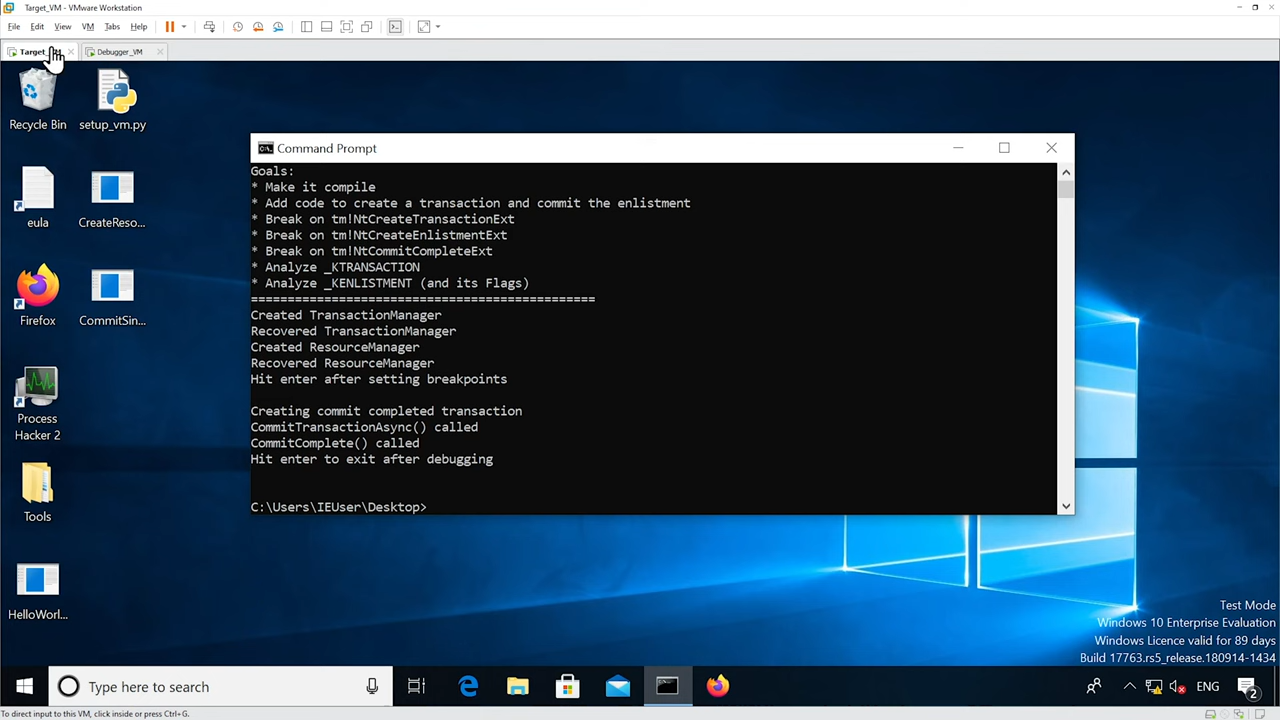 Target_VM - VMware Workstation
File Edit View VM Tabs Help
Debugger_VM
Recycle Bin
setup_vm.py
eula
CreateReso...
Firefox
CommitSin...
Process
Hacker 2
Tools
HelloWorl...
Command Prompt
Goals:
* Make it compile
* Add code to create a transaction and commit the enlistment
* Break on tm!NtCreateTransactionExt
* Break on tm!NtCreateEnlistmentExt
* Break on tm!NtCommitCompleteExt
* Analyze _KTRANSACTION
* Analyze _KENLISTMENT (and its Flags)
===============================================
Created TransactionManager
Recovered TransactionManager
Created ResourceManager
Recovered ResourceManager
Hit enter after setting breakpoints
Creating commit completed transaction
CommitTransactionAsync() called
CommitComplete() called
Hit enter to exit after debugging
C:\Users\IEUser\Desktop>
Test Mode
Windows 10 Enterprise Evaluation
Windows Licence valid for 89 days
Build 17763.rs5_release.180914-1434
Type here to search
ENG
2
To direct input to this VM, click inside or press Ctrl+G.